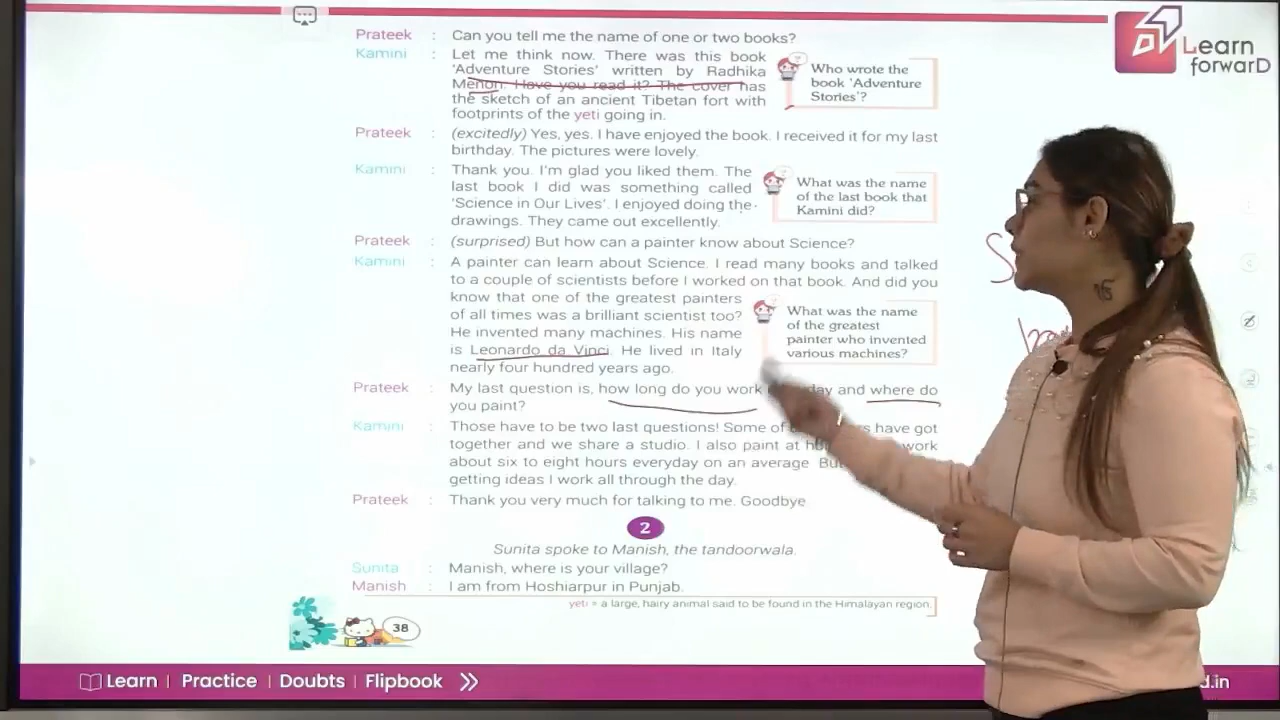 Prateek : Can you tell me the name of one or two books?
Kamini : Let me think now. There was this book
'Adventure Stories' written by Radhika
Menon. Have you read it? The cover has
the sketch of an ancient Tibetan fort with
footprints of the yeti going in.
Who wrote the
book 'Adventure
Stories'?
Prateek : (excitedly) Yes, yes. I have enjoyed the book. I received it for my last
birthday. The pictures were lovely.
Kamini : Thank you. I'm glad you liked them. The
last book I did was something called
'Science in Our Lives'. I enjoyed doing the
drawings. They came out excellently.
What was the name
of the last book that
Kamini did?
Prateek : (surprised) But how can a painter know about Science?
Kamini : A painter can learn about Science. I read many books and talked
to a couple of scientists before I worked on that book. And did you
know that one of the greatest painters
of all times was a brilliant scientist too?
He invented many machines. His name
is Leonardo da Vinci. He lived in Italy
nearly four hundred years ago.
What was the name
of the greatest
painter who invented
various machines?
Prateek : My last question is, how long do you work and where do
you paint?
Kamini : Those have to be two last questions! Some of have got
together and we share a studio. I also paint at work
about six to eight hours everyday on an average
getting ideas I work all through the day.
Prateek : Thank you very much for talking to me. Goodbye
2
Sunita spoke to Manish, the tandoorwala.
Sunita : Manish, where is your village?
Manish : I am from Hoshiarpur in Punjab.
yeti = a large, hairy animal said to be found in the Himalayan region.
38
Learn
forwarD
Learn | Practice | Doubts | Flipbook
d.in